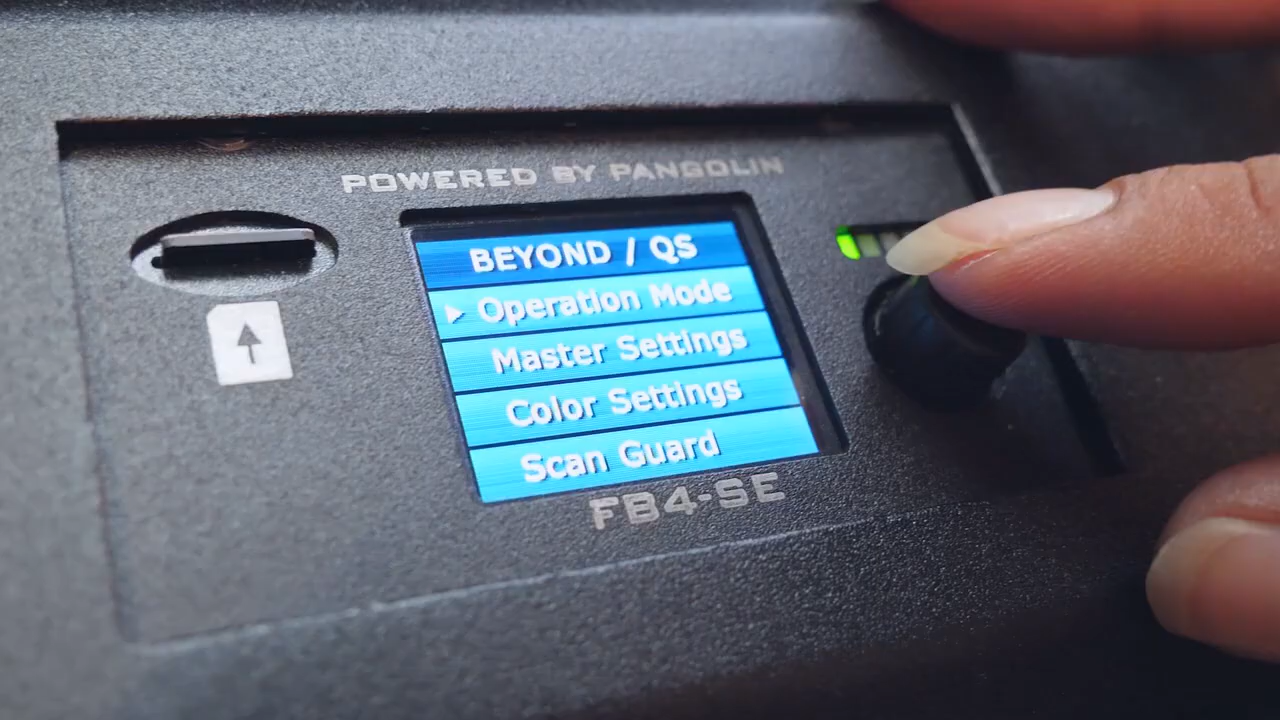 POWERED BY PANGOLIN
BEYOND / QS
Operation Mode
Master Settings
Color Settings
Scan Guard
FB4-SE